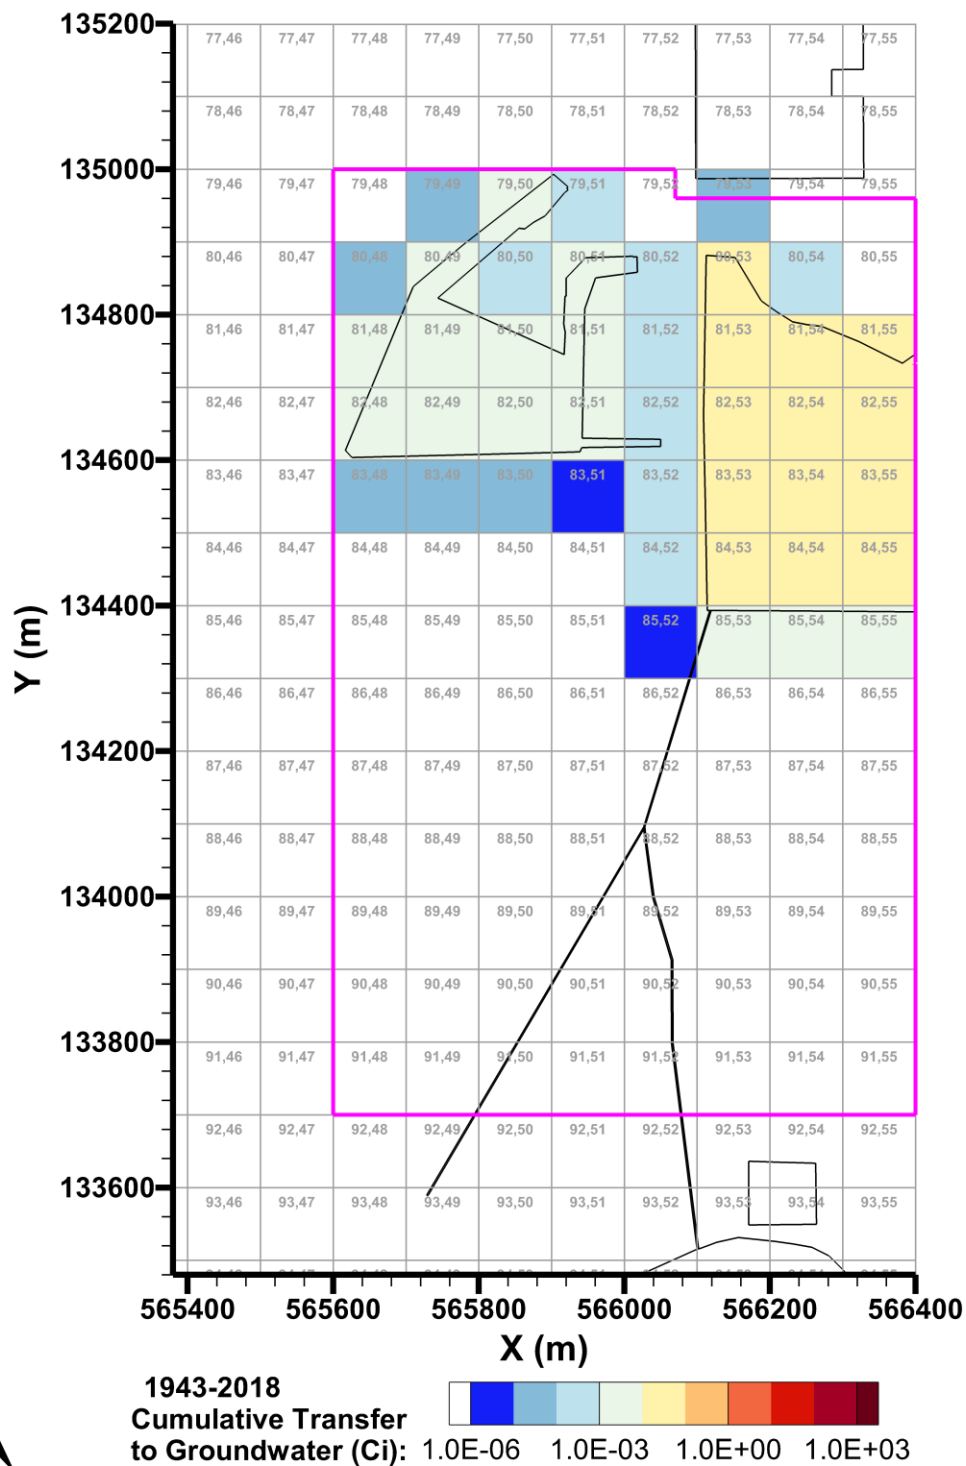 135200
77,46 77,47 77,48 77,49 77,50 77,51 77,52 77,53 77,54 77,55
78,46 78,47 78,48 78,49 78,50 78,51 78,52 78,53 78,54 78,55
135000
79,46 79,47 79,48 79,49 79,50 79,51 79,52 79,53 79,54 79,55
80,46 80,47 80,48 80,49 80,50 80,51 80,52 80,53 80,54 80,55
134800
81,46 81,47 81,48 81,49 81,50 81,51 81,52 81,53 81,54 81,55
82,46 82,47 82,48 82,49 82,50 82,51 82,52 82,53 82,54 82,55
134600
83,46 83,47 83,48 83,49 83,50 83,51 83,52 83,53 83,54 83,55
84,46 84,47 84,48 84,49 84,50 84,51 84,52 84,53 84,54 84,55
134400
85,46 85,47 85,48 85,49 85,50 85,51 85,52 85,53 85,54 85,55
Y (m)
86,46 86,47 86,48 86,49 86,50 86,51 86,52 86,53 86,54 86,55
134200
87,46 87,47 87,48 87,49 87,50 87,51 87,52 87,53 87,54 87,55
88,46 88,47 88,48 88,49 88,50 88,51 88,52 88,53 88,54 88,55
134000
89,46 89,47 89,48 89,49 89,50 89,51 89,52 89,53 89,54 89,55
90,46 90,47 90,48 90,49 90,50 90,51 90,52 90,53 90,54 90,55
133800
91,46 91,47 91,48 91,49 91,50 91,51 91,52 91,53 91,54 91,55
92,46 92,47 92,48 92,49 92,50 92,51 92,52 92,53 92,54 92,55
133600
93,46 93,47 93,48 93,49 93,50 93,51 93,52 93,53 93,54 93,55
565400 565600 565800 566000 566200 566400
X (m)
1943-2018
Cumulative Transfer
to Groundwater (Ci): 1.0E-06 1.0E-03 1.0E+00 1.0E+03